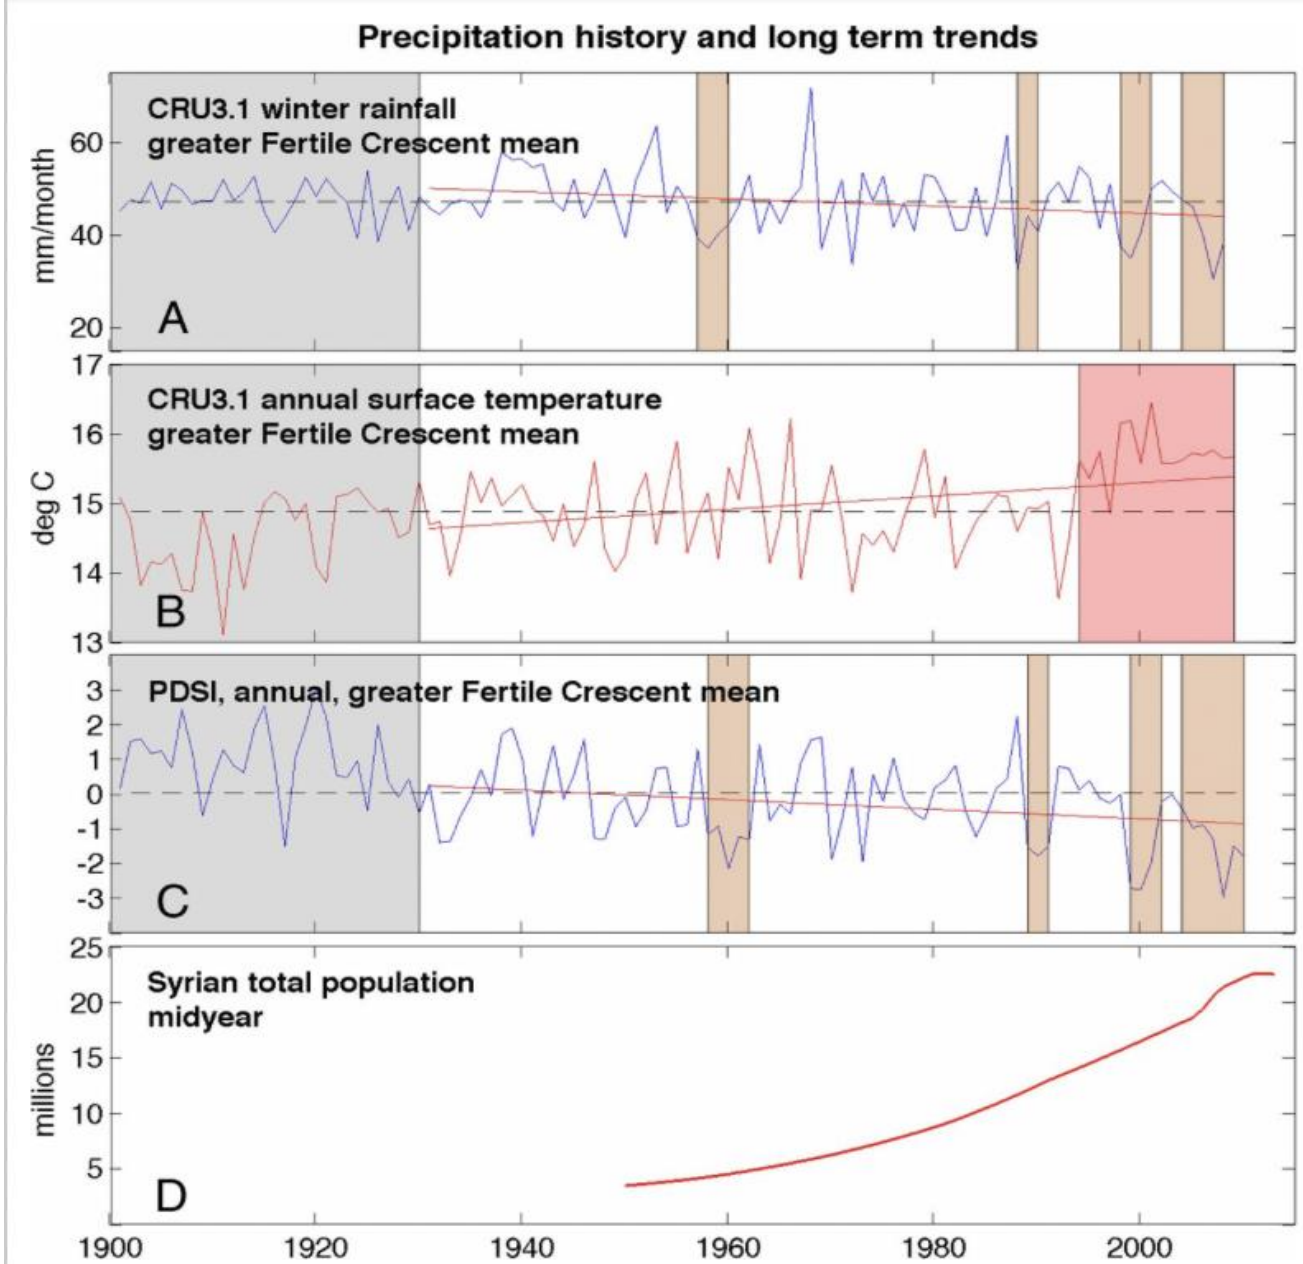 Precipitation history and long term trends
CRU3.1 winter rainfall
greater Fertile Crescent mean
mm/month
60
40
20
A
CRU3.1 annual surface temperature
greater Fertile Crescent mean
deg C
17
16
15
14
13
B
PDSI, annual, greater Fertile Crescent mean
3
2
1
0
-1
-2
-3
C
Syrian total population
midyear
millions
25
20
15
10
5
D
1900 1920 1940 1960 1980 2000